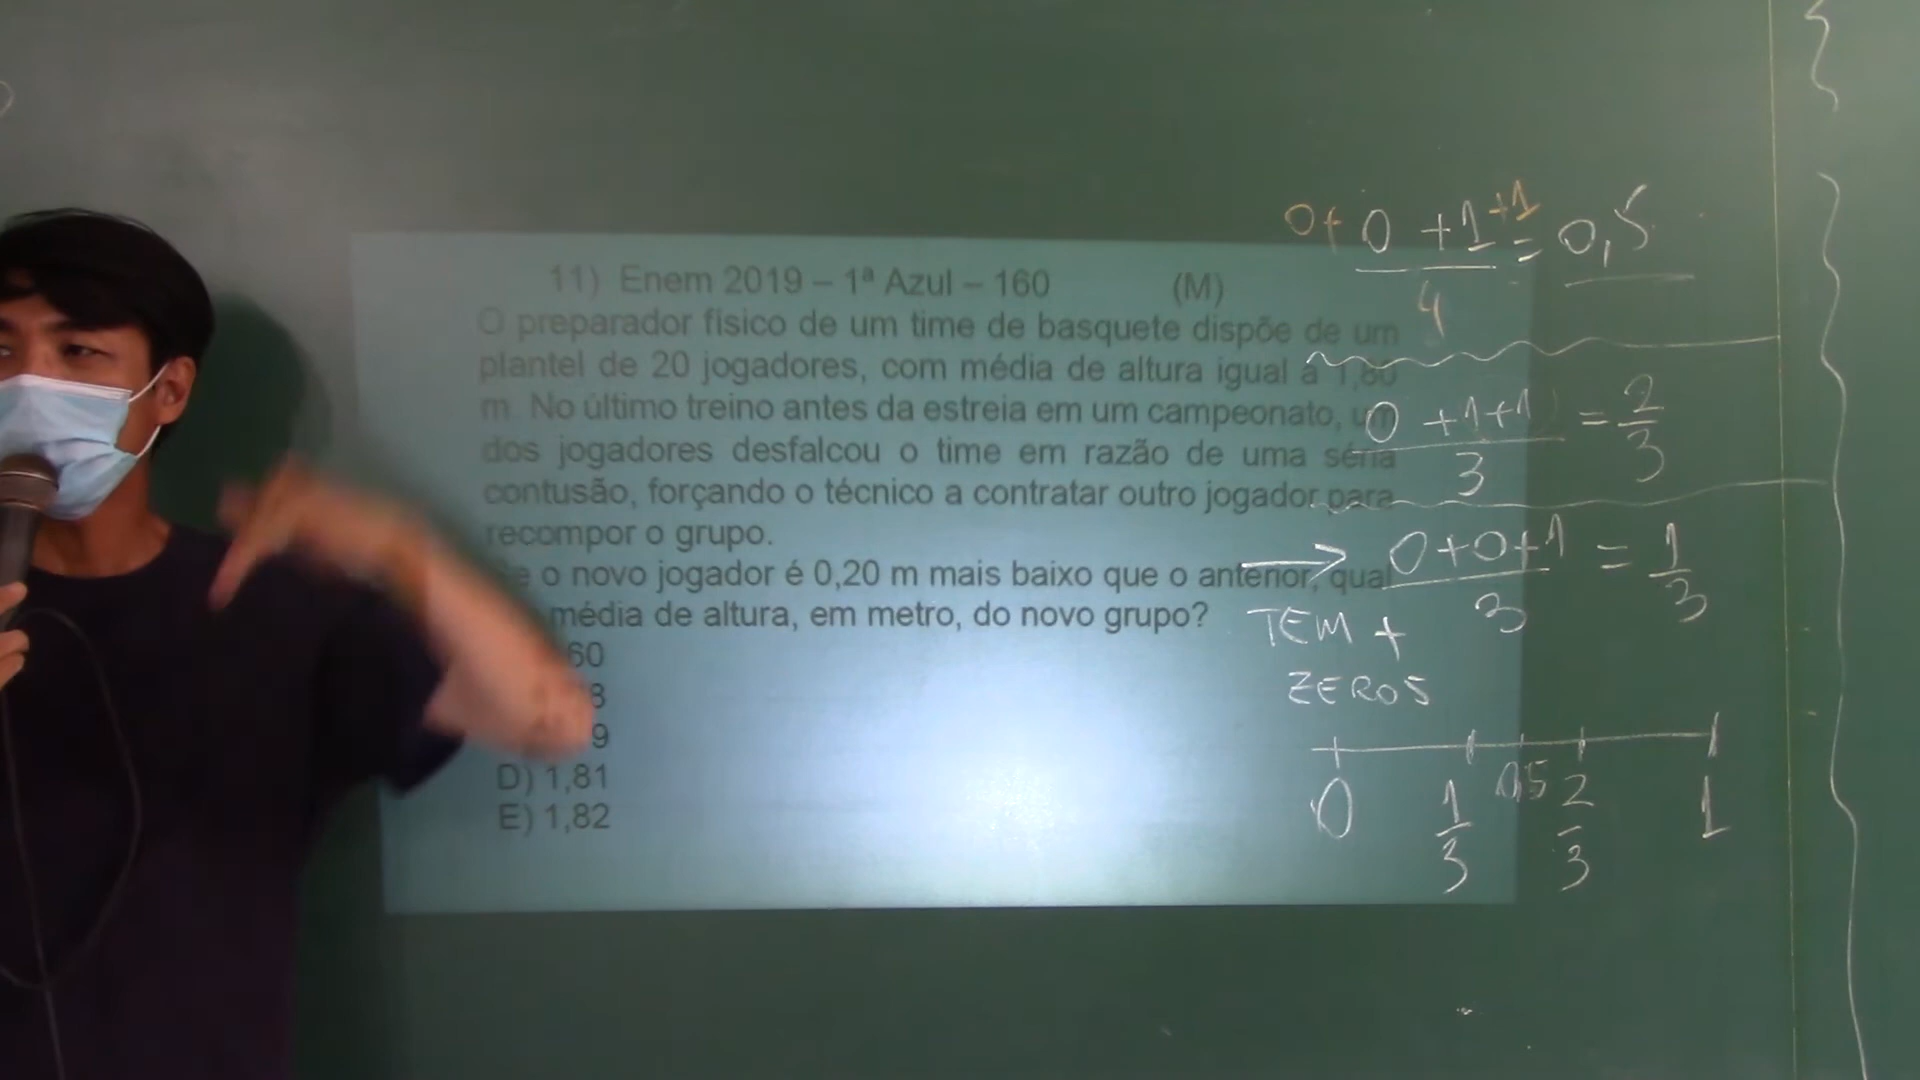 11) Enem 2019 – 1ª Azul – 160 (M)
O preparador físico de um time de basquete dispõe de um
plantel de 20 jogadores, com média de altura igual a 1,80
m. No último treino antes da estreia em um campeonato, um
dos jogadores desfalcou o time em razão de uma séria
contusão, forçando o técnico a contratar outro jogador para
recompor o grupo.
e o novo jogador é 0,20 m mais baixo que o anterior, qual
média de altura, em metro, do novo grupo?
60
8
9
D) 1,81
E) 1,82
0+ 0 +1 +1 = 0,5
4
0 +1+1 = 2
3 3
→ 0+0+1 = 1
3 3
TEM +
ZEROS
0 1 0,5 2 1
3 3